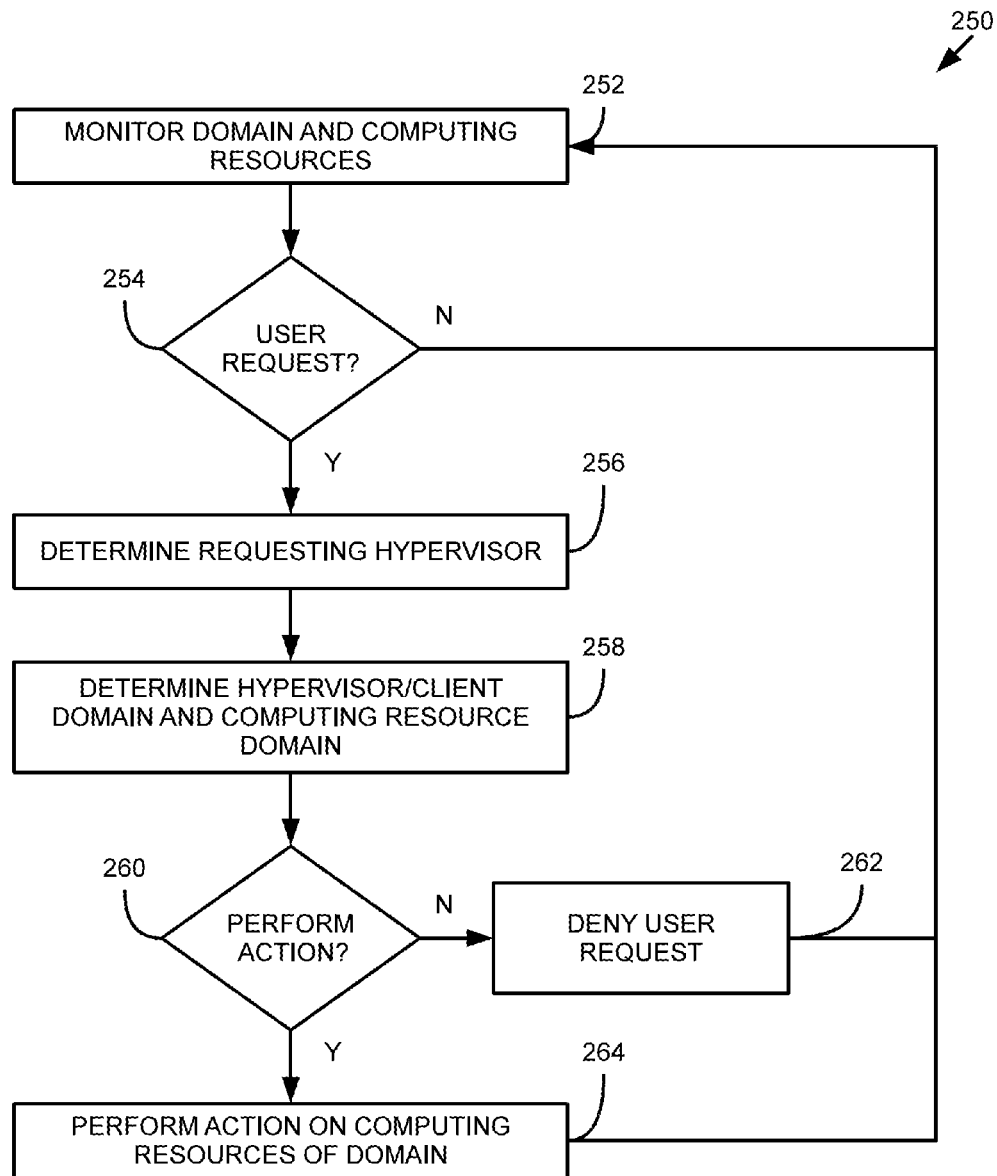 250
252
MONITOR DOMAIN AND COMPUTING
RESOURCES
254
USER
REQUEST?
N
Y
256
DETERMINE REQUESTING HYPERVISOR
258
DETERMINE HYPERVISOR/CLIENT
DOMAIN AND COMPUTING RESOURCE
DOMAIN
260
PERFORM
ACTION?
N
262
DENY USER
REQUEST
Y
264
PERFORM ACTION ON COMPUTING
RESOURCES OF DOMAIN